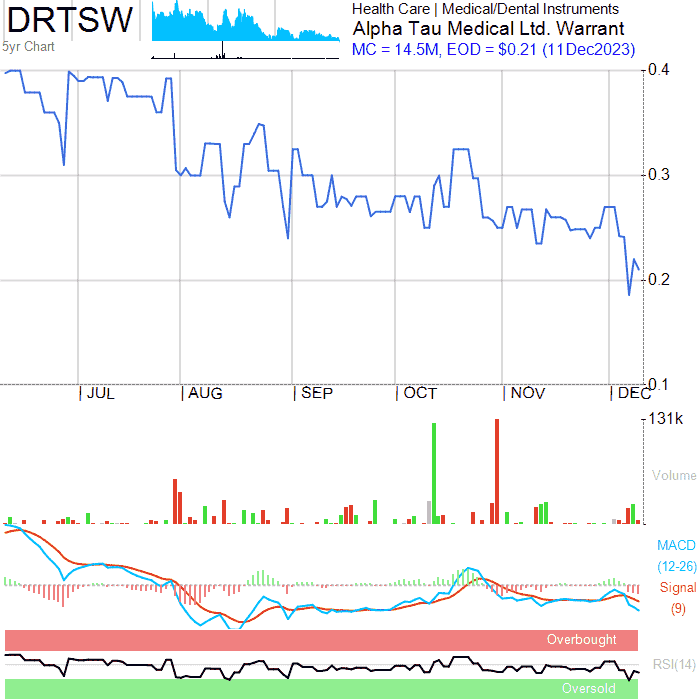 DRTSW
5yr Chart
Health Care | Medical/Dental Instruments
Alpha Tau Medical Ltd. Warrant
MC = 14.5M, EOD = $0.21 (11Dec2023)
0.4
0.3
0.2
0.1
| JUL | AUG | SEP | OCT | NOV | DEC
131k
Volume
MACD
(12-26)
Signal
(9)
Overbought
RSI(14)
Oversold